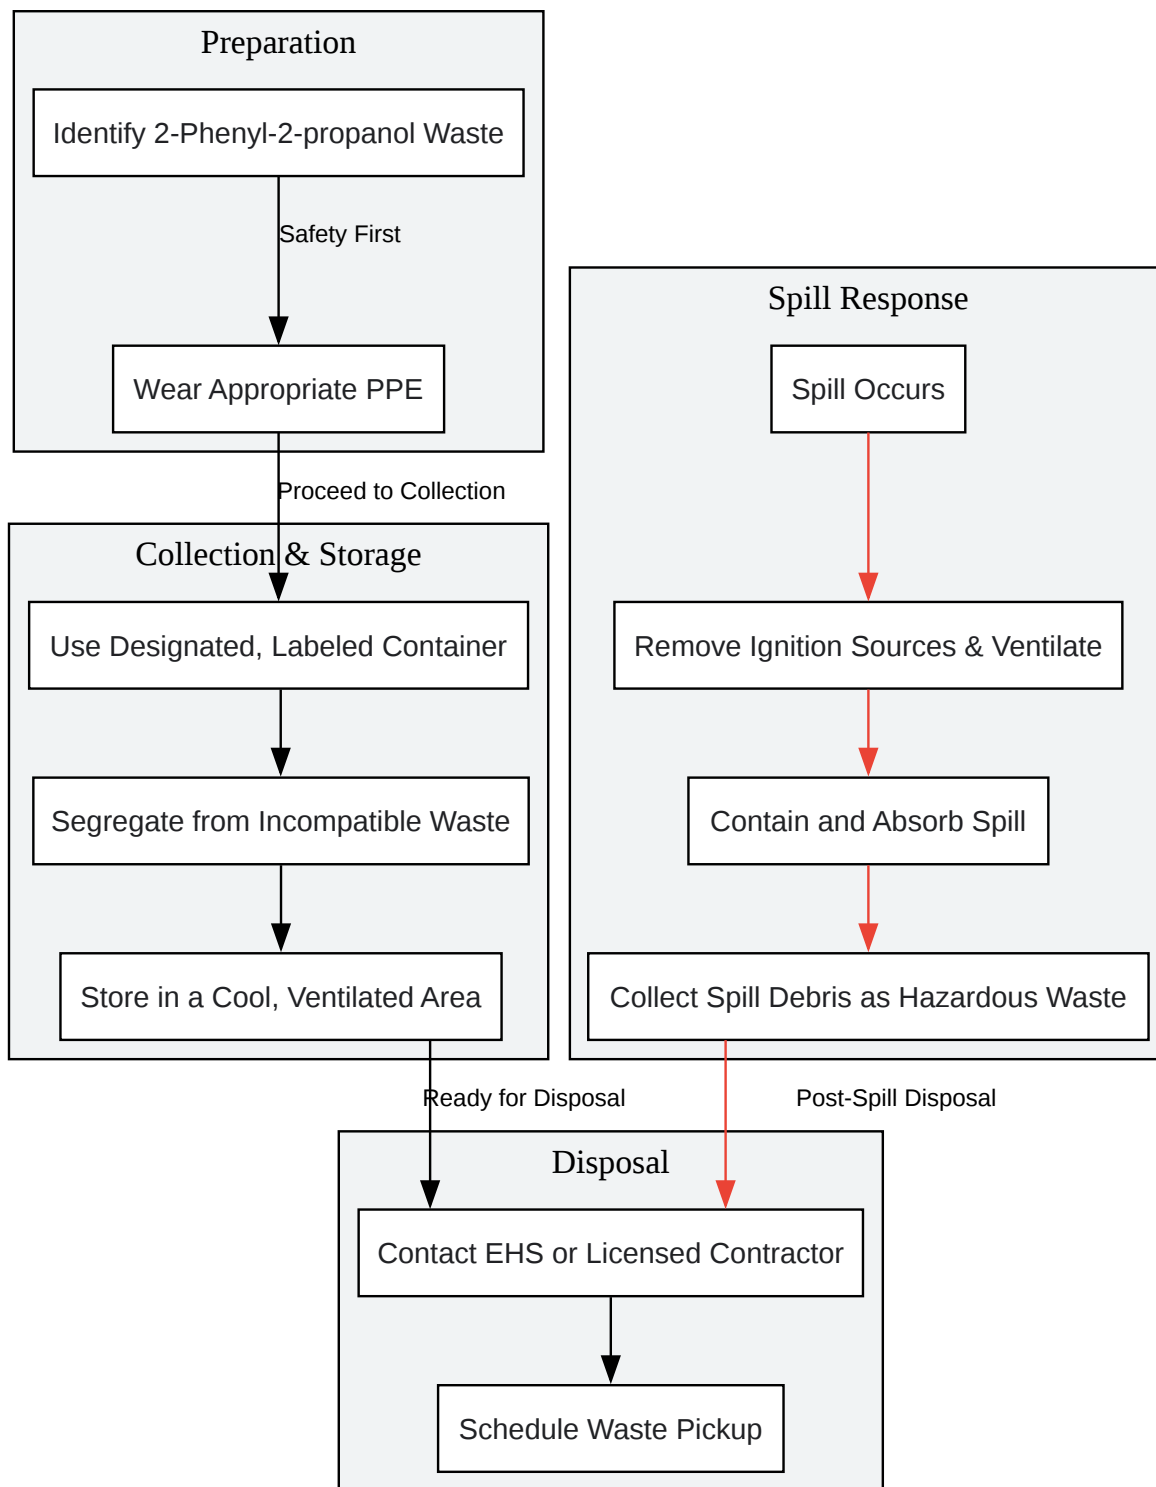 Preparation
Identify 2-Phenyl-2-propanol Waste
Safety First
Wear Appropriate PPE
Proceed to Collection
Collection & Storage
Use Designated, Labeled Container
Segregate from Incompatible Waste
Store in a Cool, Ventilated Area
Ready for Disposal
Spill Response
Spill Occurs
Remove Ignition Sources & Ventilate
Contain and Absorb Spill
Collect Spill Debris as Hazardous Waste
Post-Spill Disposal
Disposal
Contact EHS or Licensed Contractor
Schedule Waste Pickup